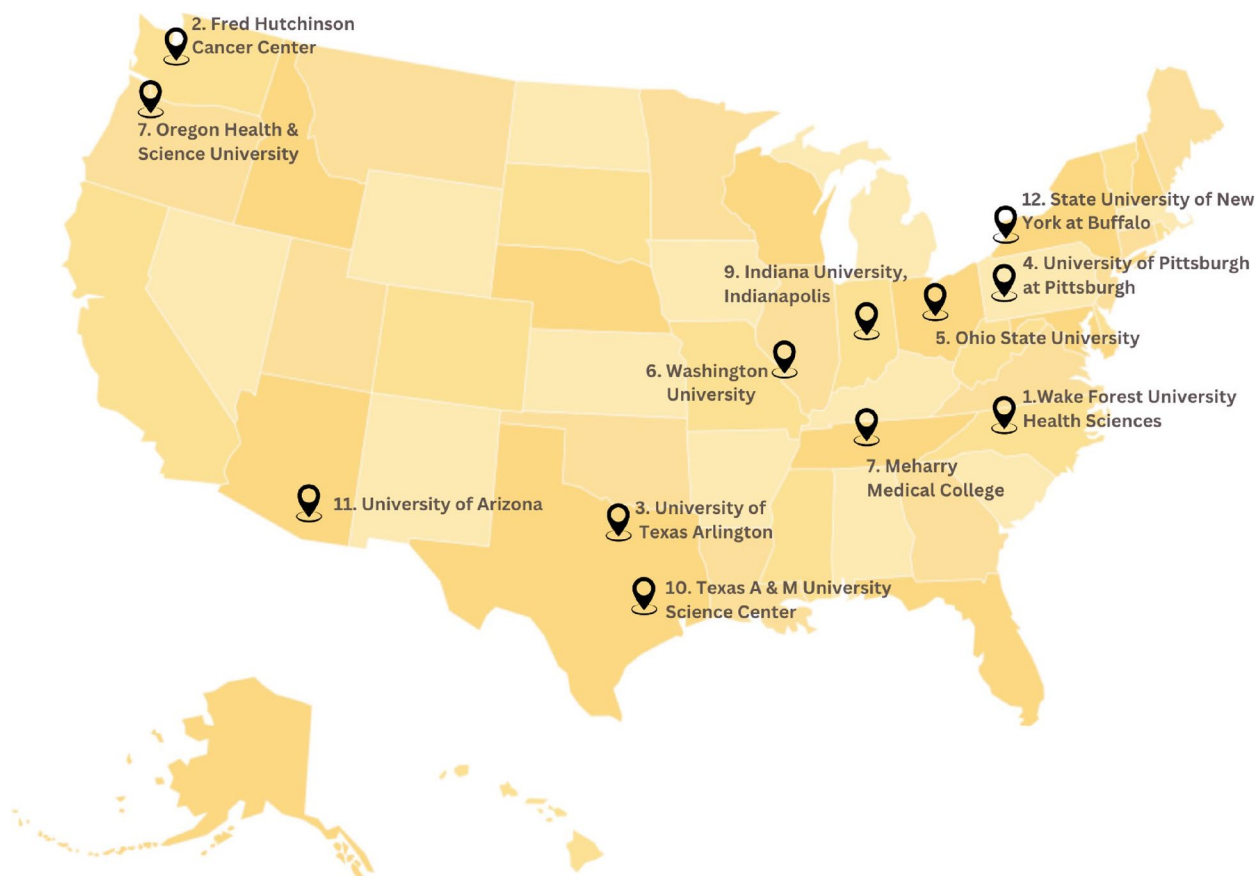 2. Fred Hutchinson
Cancer Center
7. Oregon Health &
Science University
12. State University of New
York at Buffalo
4. University of Pittsburgh
at Pittsburgh
9. Indiana University,
Indianapolis
5. Ohio State University
6. Washington
University
1.Wake Forest University
Health Sciences
7. Meharry
Medical College
11. University of Arizona
3. University of
Texas Arlington
10. Texas A & M University
Science Center